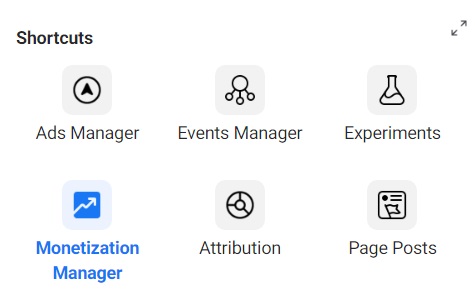 Shortcuts
Ads Manager
Events Manager
Experiments
Monetization
Manager
Attribution
Page Posts